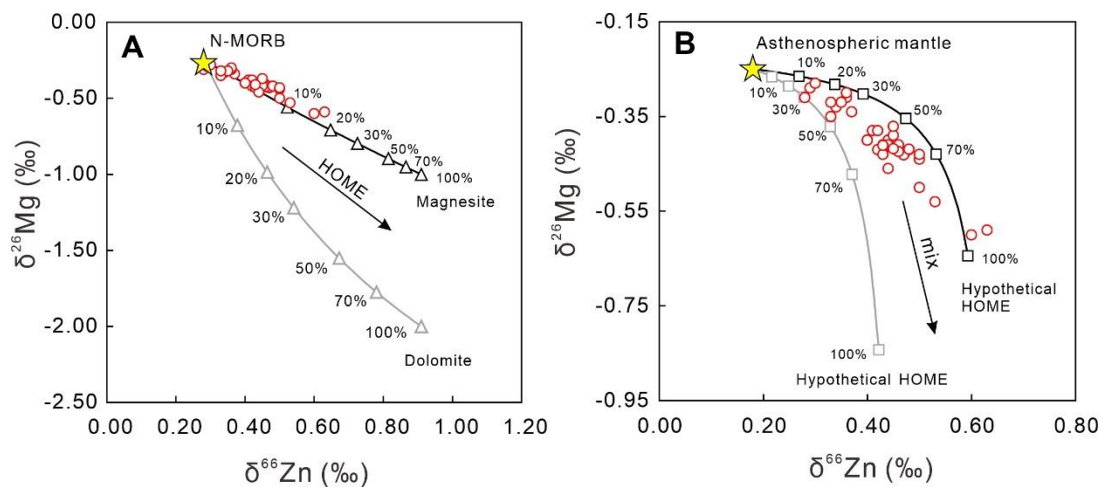 A
N-MORB
0.00
-0.50
-1.00
-1.50
-2.00
-2.50
δ26Mg (‰)
10%
20%
30%
50%
70%
100%
Magnesite
HOME
10%
20%
30%
50%
70%
100%
Dolomite
0.00 0.20 0.40 0.60 0.80 1.00 1.20
δ66Zn (‰)
B
Asthenospheric mantle
-0.15
-0.35
-0.55
-0.75
-0.95
δ26Mg (‰)
10%
20%
30%
50%
70%
100%
Hypothetical
HOME
10%
30%
50%
70%
100%
Hypothetical HOME
mix
0.00 0.20 0.40 0.60 0.80
δ66Zn (‰)